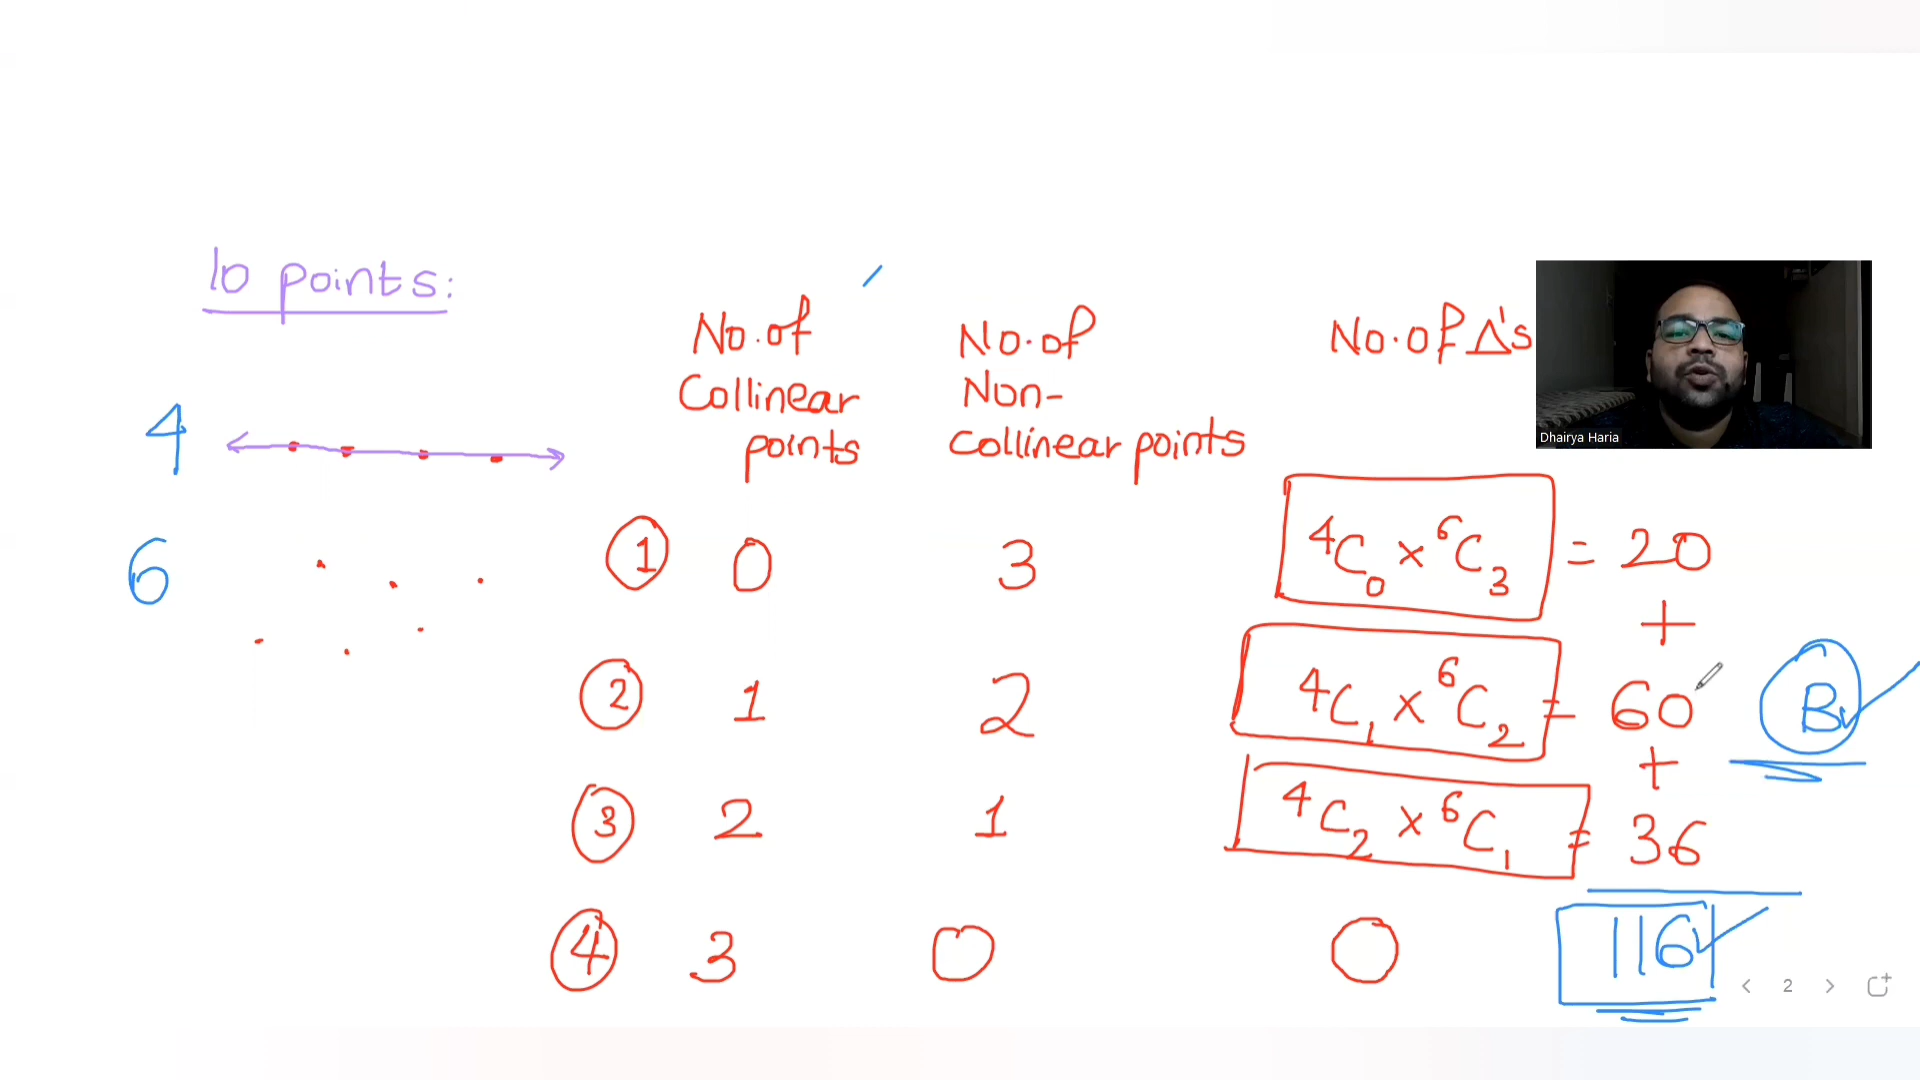 10 points:
No. of Collinear points
No. of Non- Collinear points
No. of Δ's
Dhairya Haria
4
6
① 0 3 ⁴C₀ × ⁶C₃ = 20
+
② 1 2 ⁴C₁ × ⁶C₂ = 60
B
+
③ 2 1 ⁴C₂ × ⁶C₁ = 36
④ 3 0 0
116
2